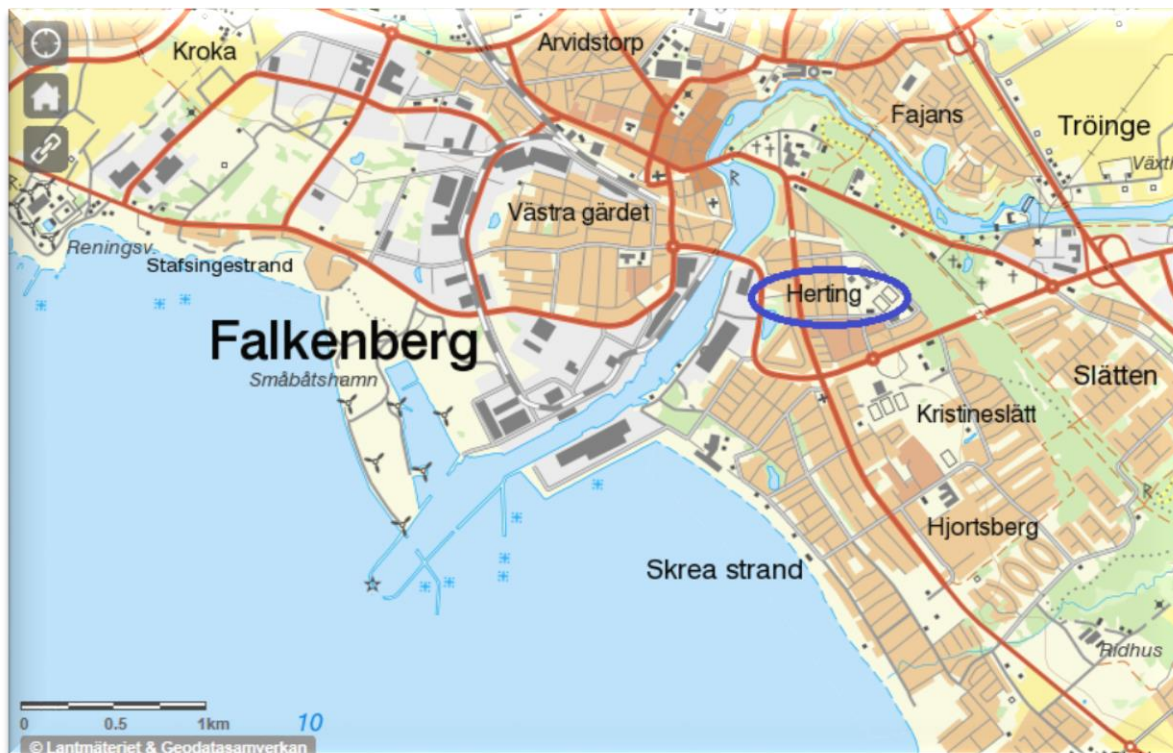 Kroka
Arvidstorp
Fajans
Tröinge
Västra gärdet
Reningsv.
Stafsingestrand
Herting
Falkenberg
Småbåtshamn
Slätten
Kristineslätt
Hjortsberg
Skrea strand
Ridhus
0 0.5 1km
10
© Lantmäteriet & Geodatasamverkan